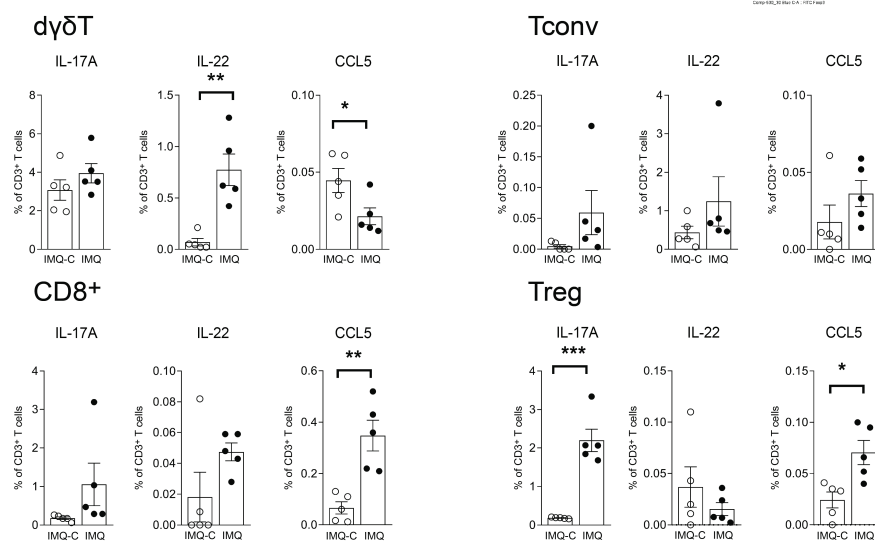 dγδT
IL-17A
IL-22
CCL5
**
*
% of CD3+ T cells
8
6
4
2
0
IMQ-C IMQ
% of CD3+ T cells
1.5
1.0
0.5
0.0
IMQ-C IMQ
% of CD3+ T cells
0.10
0.05
0.00
IMQ-C IMQ
Tconv
IL-17A
IL-22
CCL5
% of CD3+ T cells
0.25
0.20
0.15
0.10
0.05
0.00
IMQ-C IMQ
% of CD3+ T cells
4
3
2
1
0
IMQ-C IMQ
% of CD3+ T cells
0.10
0.05
0.00
IMQ-C IMQ
CD8+
IL-17A
IL-22
CCL5
**
% of CD3+ T cells
4
3
2
1
0
IMQ-C IMQ
% of CD3+ T cells
0.10
0.08
0.06
0.04
0.02
0.00
IMQ-C IMQ
% of CD3+ T cells
0.6
0.4
0.2
0.0
IMQ-C IMQ
Treg
IL-17A
IL-22
CCL5
***
*
% of CD3+ T cells
4
3
2
1
0
IMQ-C IMQ
% of CD3+ T cells
0.15
0.10
0.05
0.00
IMQ-C IMQ
% of CD3+ T cells
0.15
0.10
0.05
0.00
IMQ-C IMQ